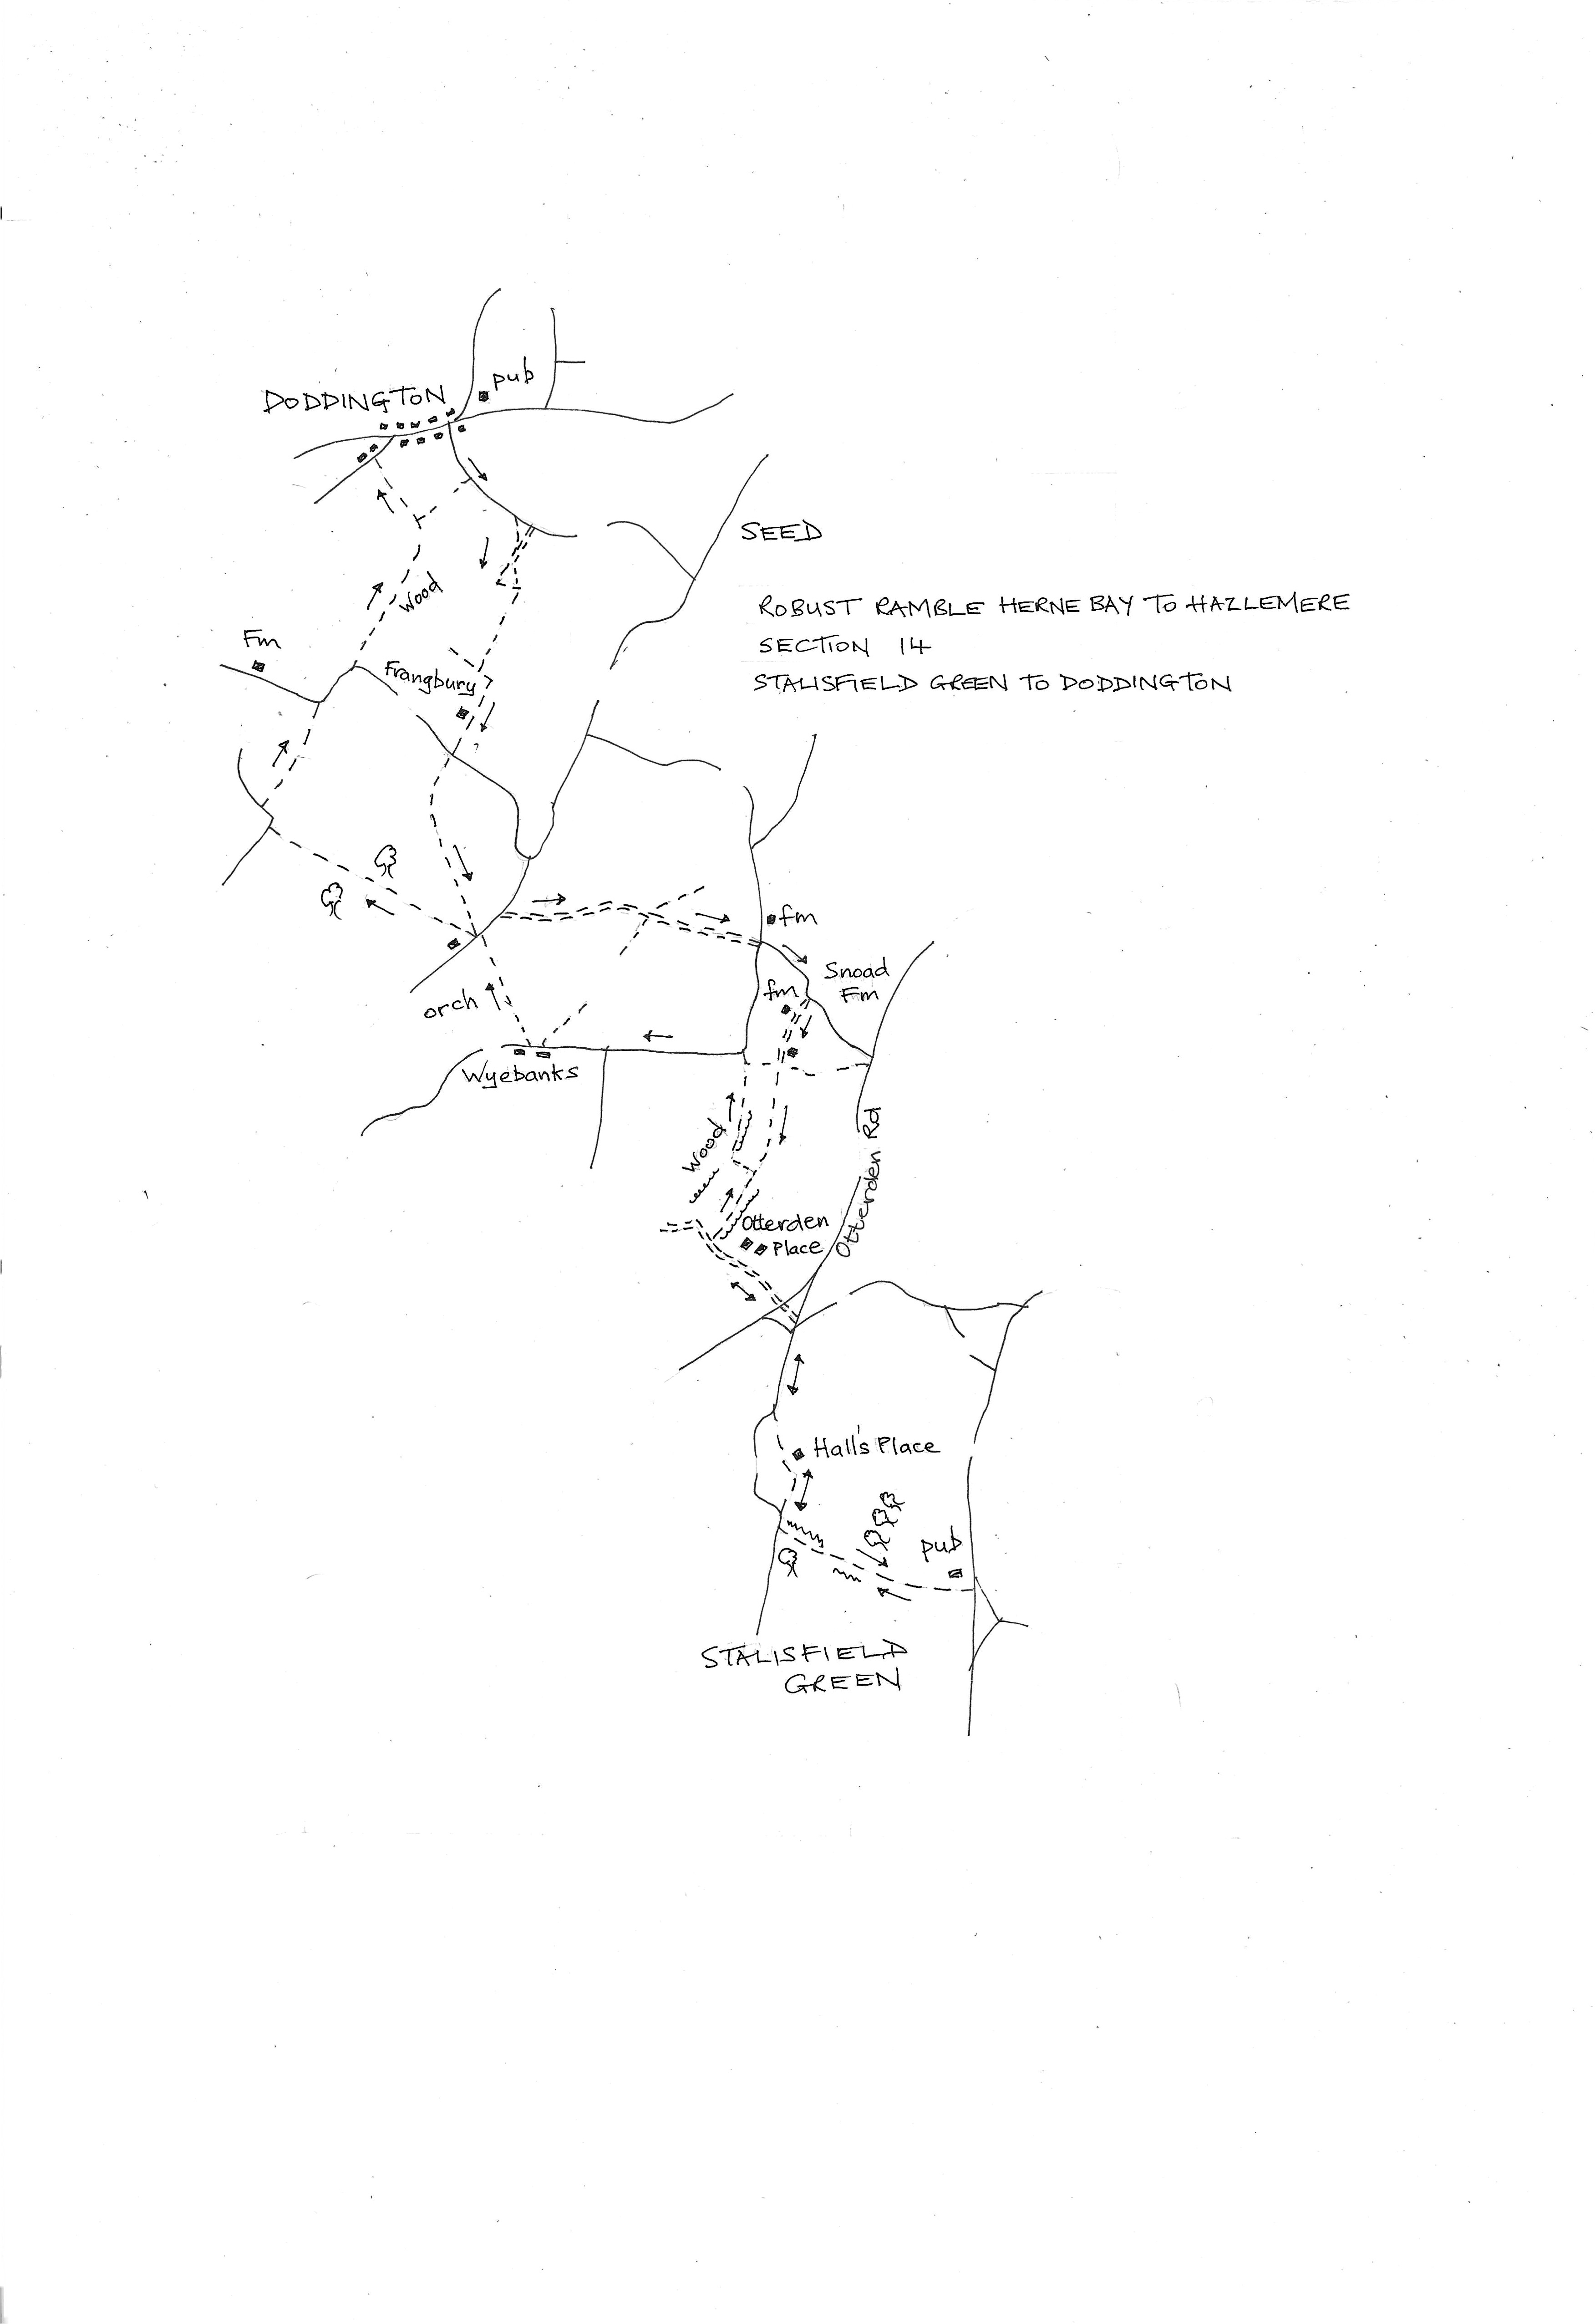 pub
DODDINGTON
SEED
ROBUST RAMBLE HERNE BAY TO HAZLEMERE
SECTION 14
STALISFIELD GREEN TO DODDINGTON
Wood
Fm
Frangbury
fm
Snoad
Fm
fm
orch
Wyebanks
Wood
Otterden Rd
Otterden
Place
Hall's Place
pub
STALISFIELD
GREEN